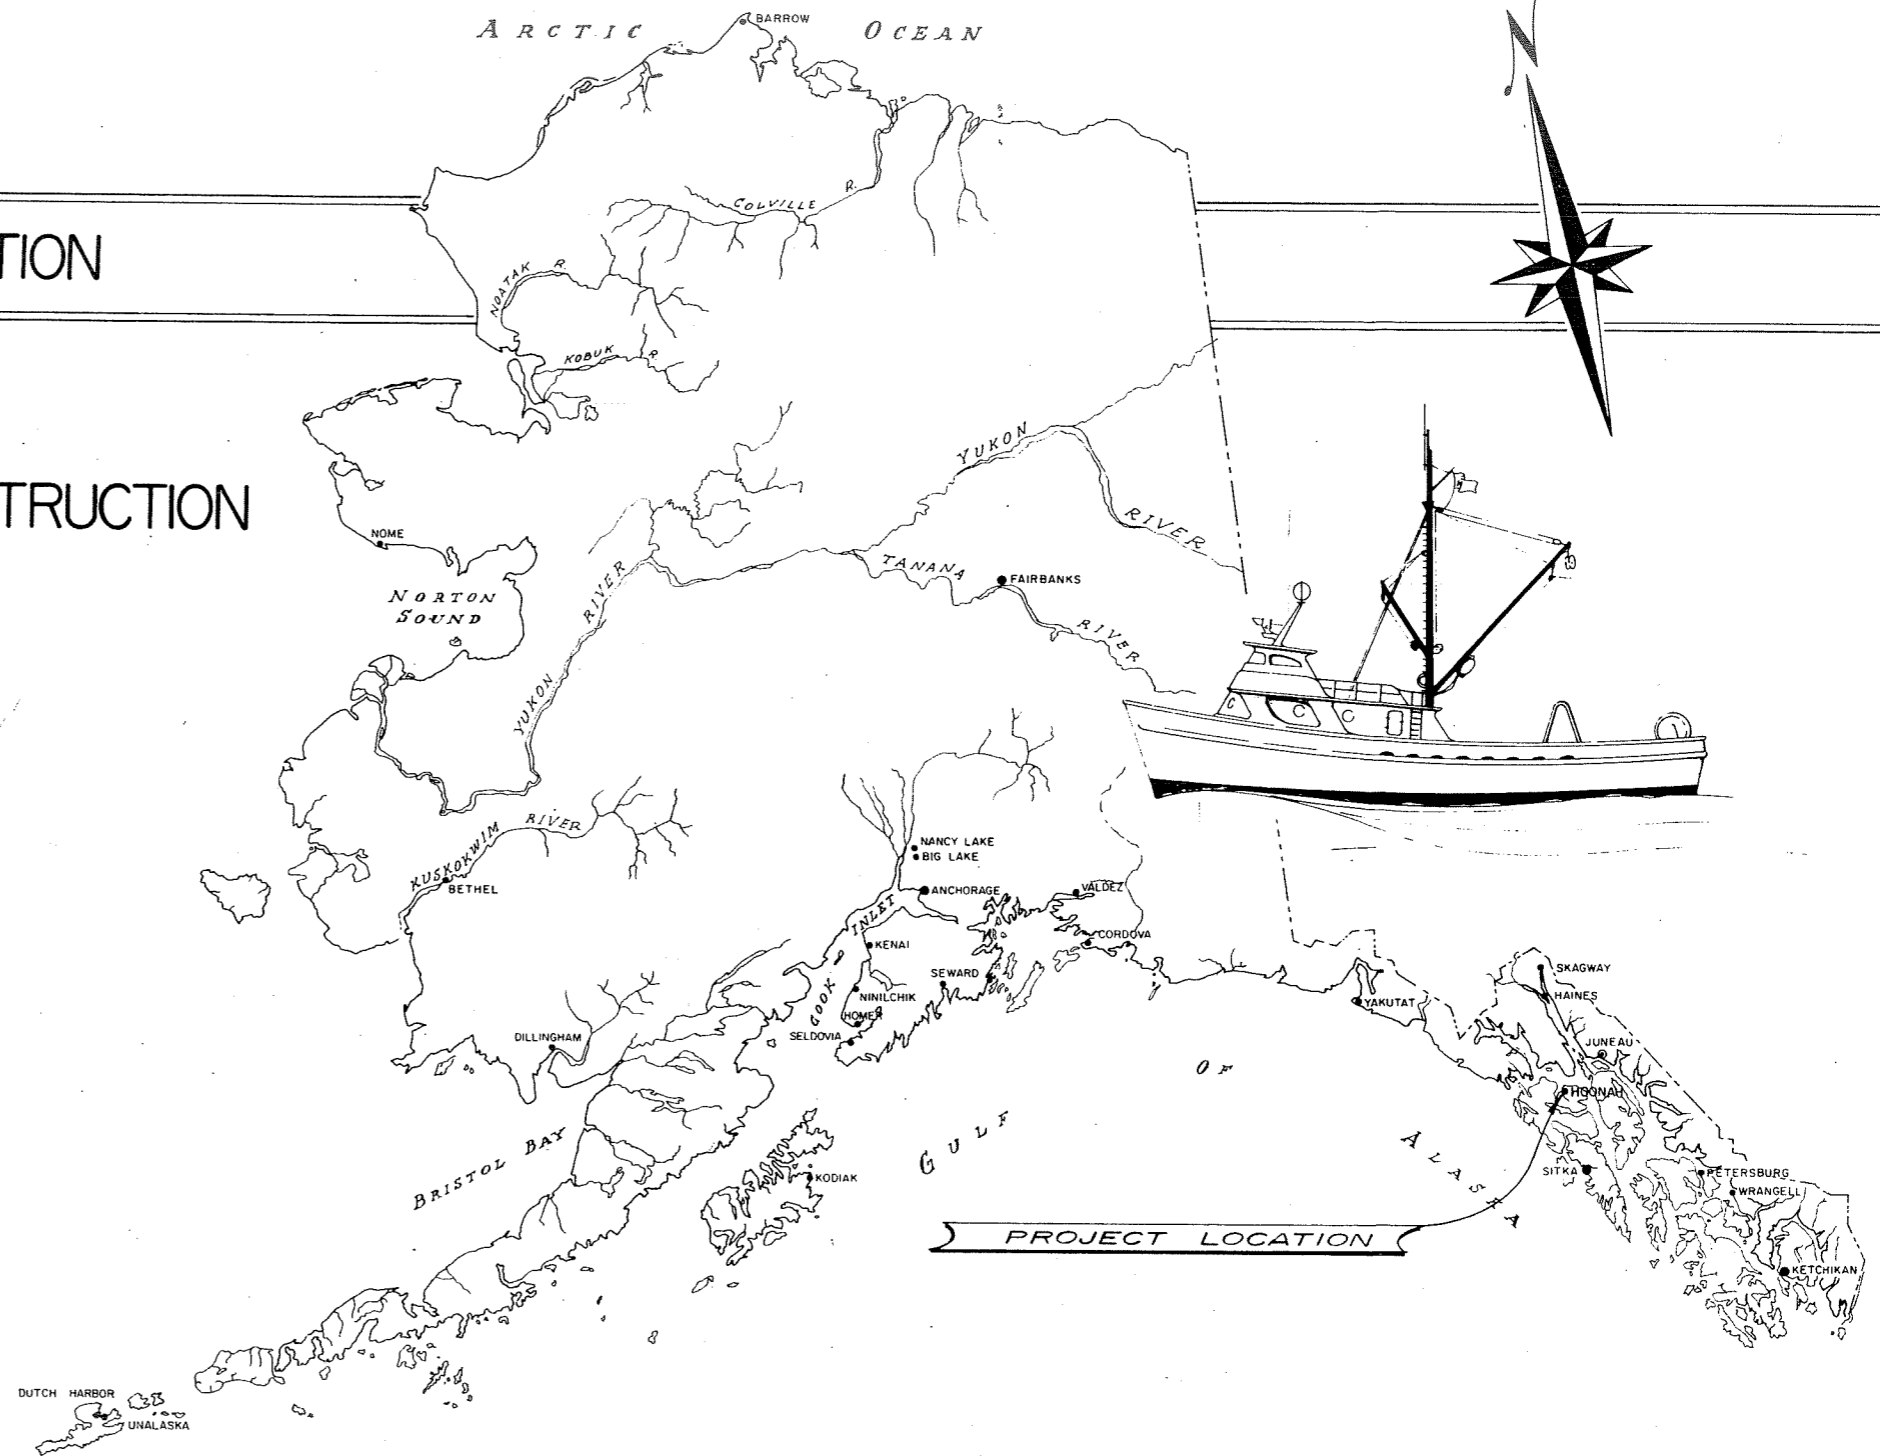 ARCTIC OCEAN
BARROW
N
COLVILLE R.
TION
NOATAK R.
KOBUK R.
YUKON RIVER
TRUCTION
NOME
TANANA RIVER
FAIRBANKS
NORTON
SOUND
YUKON RIVER
KUSKOKWIM RIVER
BETHEL
NANCY LAKE
BIG LAKE
ANCHORAGE
VALDEZ
COOK INLET
KENAI
CORDOVA
SEWARD
NINILCHIK
HOMER
SELDOVIA
DILLINGHAM
YAKUTAT
SKAGWAY
HAINES
JUNEAU
HOONAH
GULF OF ALASKA
BRISTOL BAY
KODIAK
SITKA
PETERSBURG
WRANGELL
PROJECT LOCATION
KETCHIKAN
DUTCH HARBOR
UNALASKA